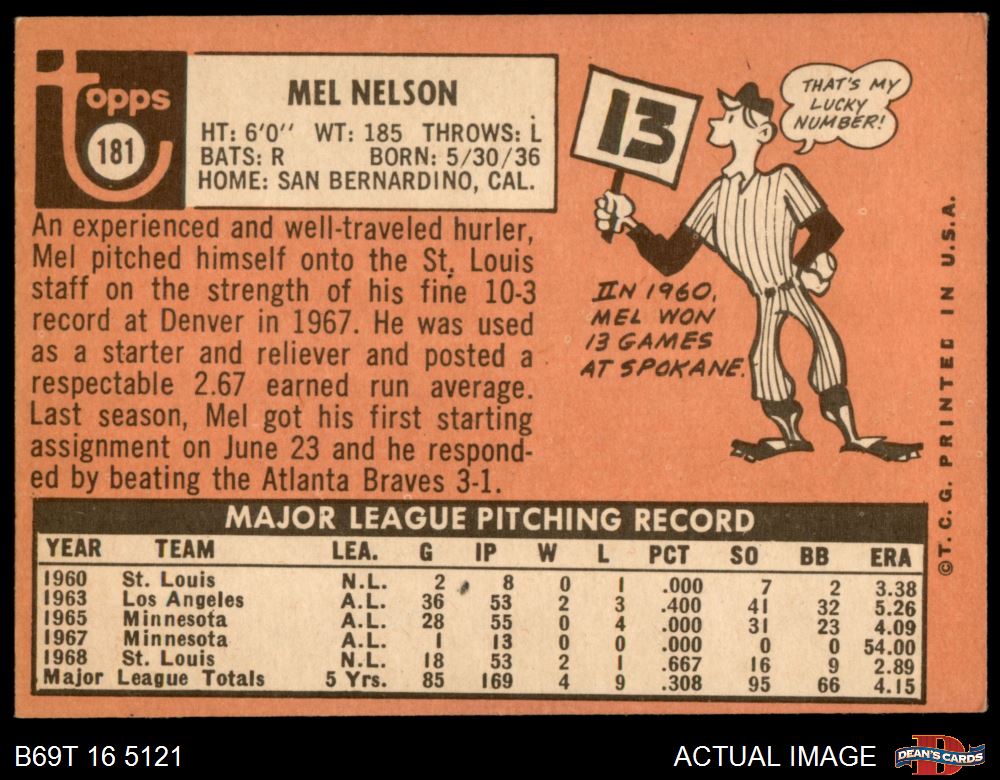 Topps
181
MEL NELSON
HT: 6'0" WT: 185 THROWS: L
BATS: R BORN: 5/30/36
HOME: SAN BERNARDINO, CAL.
An experienced and well-traveled hurler,
Mel pitched himself onto the St. Louis
staff on the strength of his fine 10-3
record at Denver in 1967. He was used
as a starter and reliever and posted a
respectable 2.67 earned run average.
Last season, Mel got his first starting
assignment on June 23 and he respond-
ed by beating the Atlanta Braves 3-1.
13
THAT'S MY
LUCKY
NUMBER!
IN 1960,
MEL WON
13 GAMES
AT SPOKANE.
©T.C.G. PRINTED IN U.S.A.
MAJOR LEAGUE PITCHING RECORD
YEAR TEAM LEA. G IP W L PCT SO BB ERA
1960 St. Louis N.L. 2 8 0 1 .000 7 2 3.38
1963 Los Angeles A.L. 36 53 2 3 .400 41 32 5.26
1965 Minnesota A.L. 28 55 0 4 .000 31 23 4.09
1967 Minnesota A.L. 1 13 0 0 .000 0 0 54.00
1968 St. Louis N.L. 18 53 2 1 .667 16 9 2.89
Major League Totals 5 Yrs. 85 169 4 9 .308 95 66 4.15
B69T 16 5121
ACTUAL IMAGE
D
DEAN'S CARDS